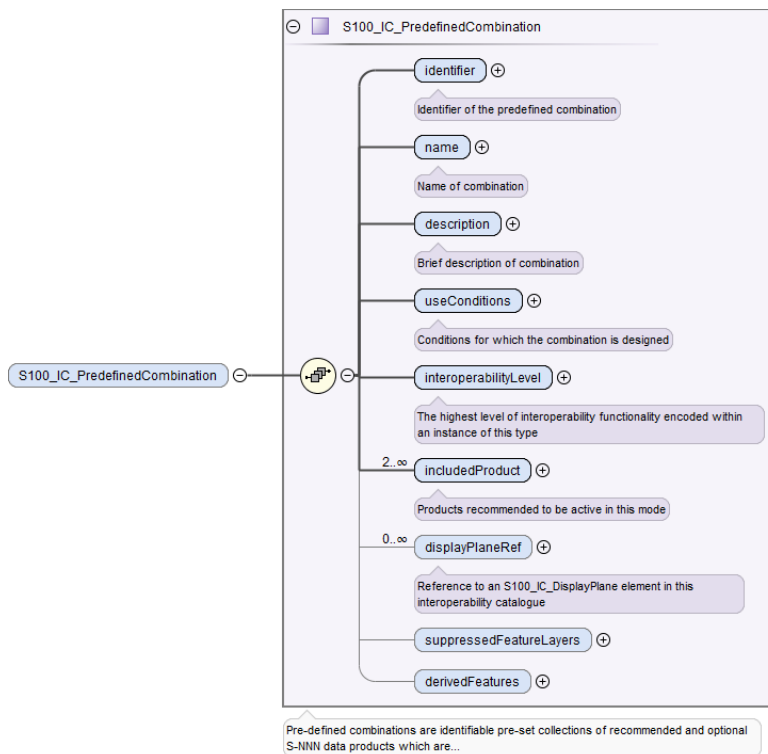 S100_IC_PredefinedCombination
identifier
Identifier of the predefined combination
name
Name of combination
description
Brief description of combination
useConditions
Conditions for which the combination is designed
S100_IC_PredefinedCombination
interoperabilityLevel
The highest level of interoperability functionality encoded within
an instance of this type
2..∞
includedProduct
Products recommended to be active in this mode
0..∞
displayPlaneRef
Reference to an S100_IC_DisplayPlane element in this
interoperability catalogue
suppressedFeatureLayers
derivedFeatures
Pre-defined combinations are identifiable pre-set collections of recommended and optional
S-NNN data products which are...